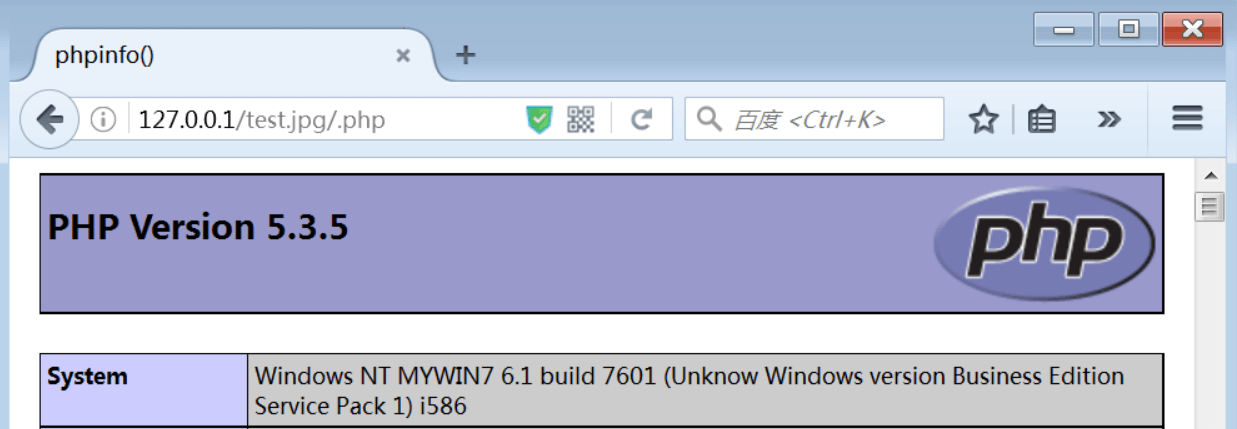 phpinfo()
127.0.0.1/test.jpg/.php
百度 <Ctrl+K>
PHP Version 5.3.5
php
System
Windows NT MYWIN7 6.1 build 7601 (Unknow Windows version Business Edition
Service Pack 1) i586